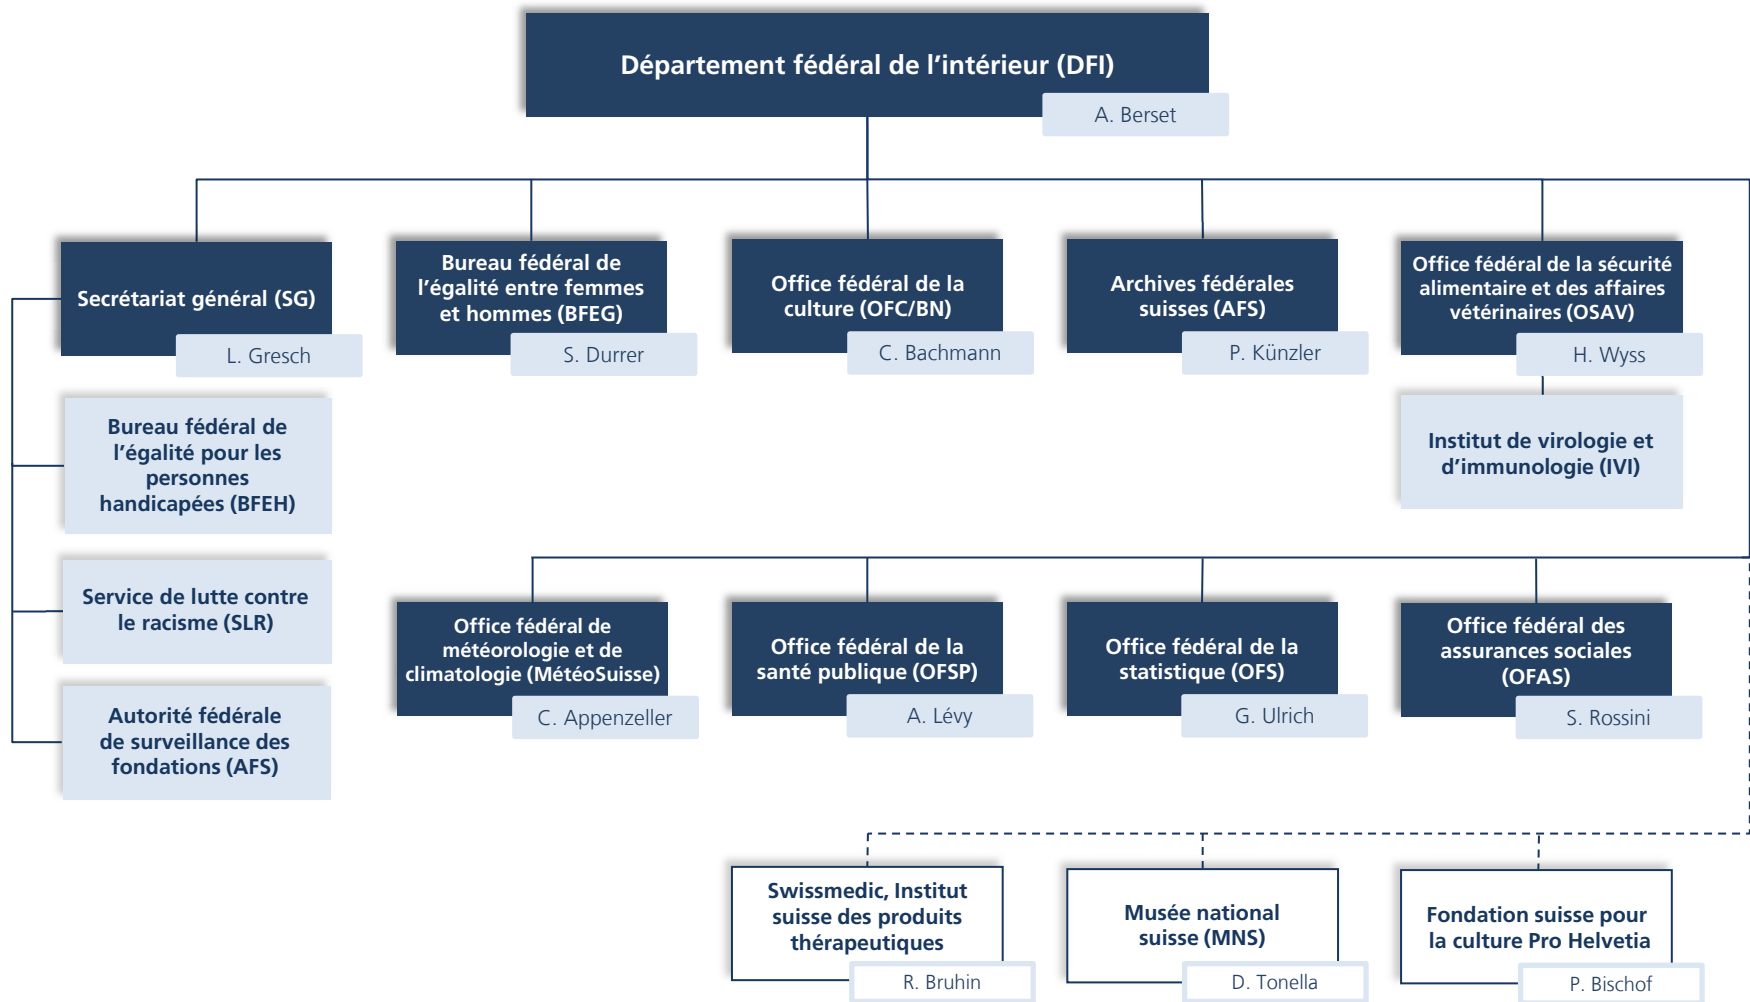 Département fédéral de l'intérieur (DFI)
A. Berset
Secrétariat général (SG)
L. Gresch
Bureau fédéral de
l'égalité entre femmes
et hommes (BFEG)
S. Durrer
Office fédéral de la
culture (OFC/BN)
C. Bachmann
Archives fédérales
suisses (AFS)
P. Künzler
Office fédéral de la sécurité
alimentaire et des affaires
vétérinaires (OSAV)
H. Wyss
Bureau fédéral de
l'égalité pour les
personnes
handicapées (BFEH)
Institut de virologie et
d'immunologie (IVI)
Service de lutte contre
le racisme (SLR)
Autorité fédérale
de surveillance des
fondations (AFS)
Office fédéral de
météorologie et de
climatologie (MétéoSuisse)
C. Appenzeller
Office fédéral de la
santé publique (OFSP)
A. Lévy
Office fédéral de la
statistique (OFS)
G. Ulrich
Office fédéral des
assurances sociales
(OFAS)
S. Rossini
Swissmedic, Institut
suisse des produits
thérapeutiques
R. Bruhin
Musée national
suisse (MNS)
D. Tonella
Fondation suisse pour
la culture Pro Helvetia
P. Bischof